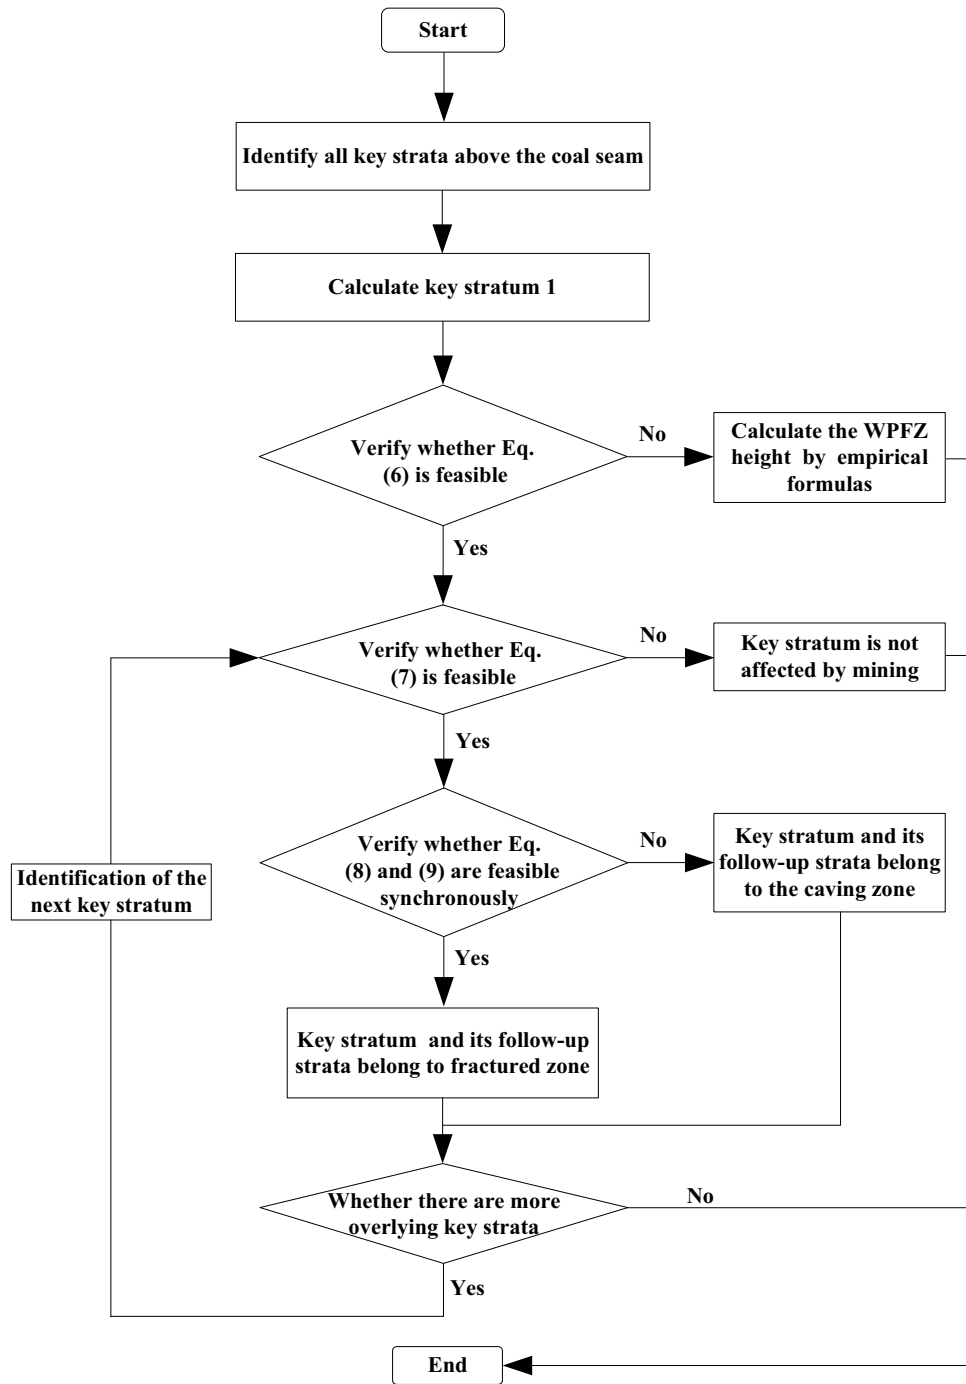 Start
Identify all key strata above the coal seam
Calculate key stratum 1
Verify whether Eq.
(6) is feasible
No
Calculate the WPFZ
height by empirical
formulas
Yes
Verify whether Eq.
(7) is feasible
No
Key stratum is not
affected by mining
Yes
Verify whether Eq.
(8) and (9) are feasible
synchronously
No
Key stratum and its
follow-up strata belong
to the caving zone
Identification of the
next key stratum
Yes
Key stratum and its follow-up
strata belong to fractured zone
Whether there are more
overlying key strata
No
Yes
End